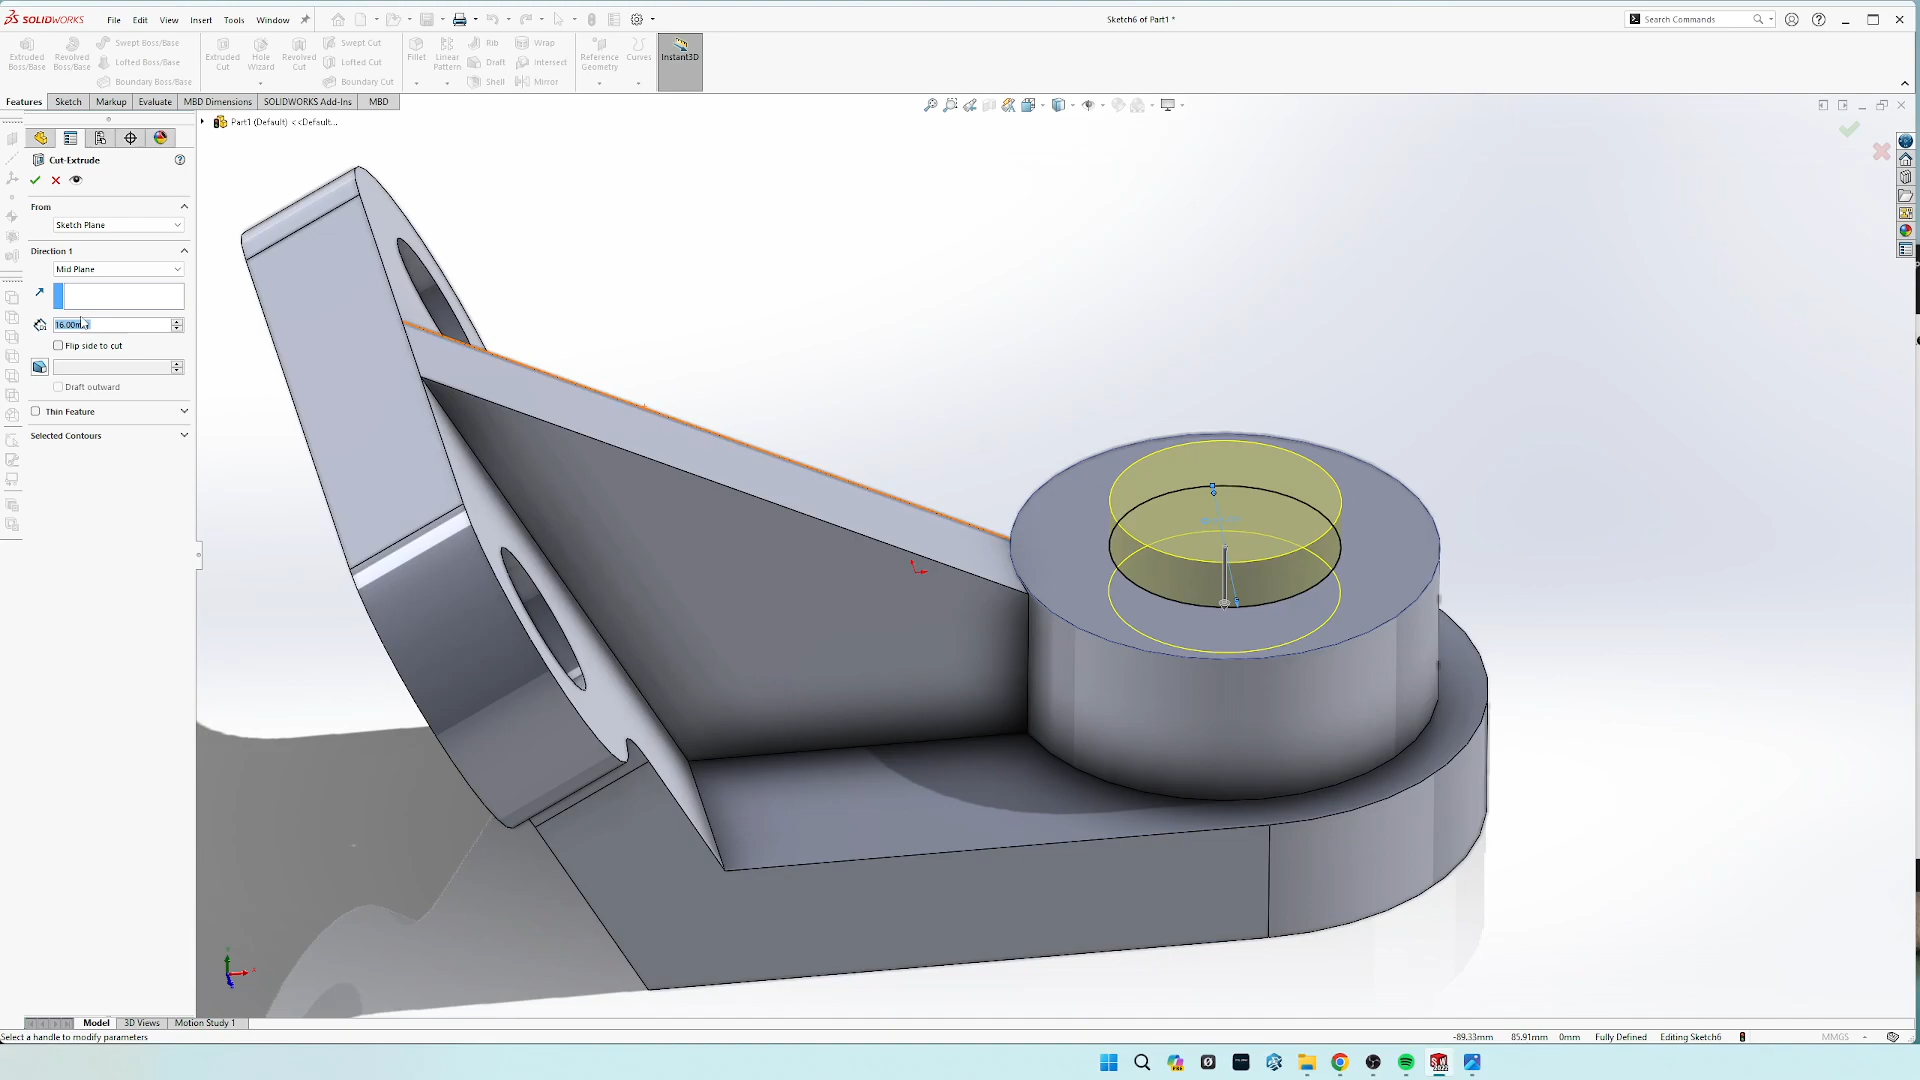 SOLIDWORKS
File Edit View Insert Tools Window
Sketch6 of Part1 *
Search Commands
Extruded Boss/Base
Revolved Boss/Base
Swept Boss/Base
Lofted Boss/Base
Boundary Boss/Base
Extruded Cut
Hole Wizard
Revolved Cut
Swept Cut
Lofted Cut
Boundary Cut
Fillet
Linear Pattern
Rib
Draft
Shell
Wrap
Intersect
Mirror
Reference Geometry
Curves
Instant3D
Features Sketch Markup Evaluate MBD Dimensions SOLIDWORKS Add-Ins MBD
Part1 (Default) <<Default...
Cut-Extrude
From
Sketch Plane
Direction 1
Mid Plane
Flip side to cut
Draft outward
Thin Feature
Selected Contours
Model 3D Views Motion Study 1
Select a handle to modify parameters
-89.33mm 85.91mm 0mm Fully Defined Editing Sketch6 MMGS